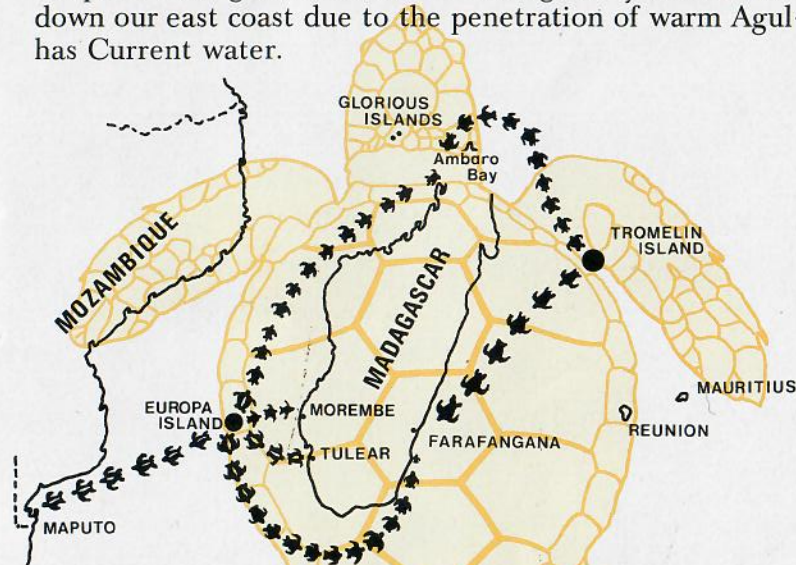 down our east coast due to the penetration of warm Agul-
has Current water.
GLORIOUS
ISLANDS
Ambaro
Bay
TROMELIN
ISLAND
MOZAMBIQUE
MADAGASCAR
MAURITIUS
EUROPA
ISLAND
MOREMBE
REUNION
FARAFANGANA
TULEAR
MAPUTO